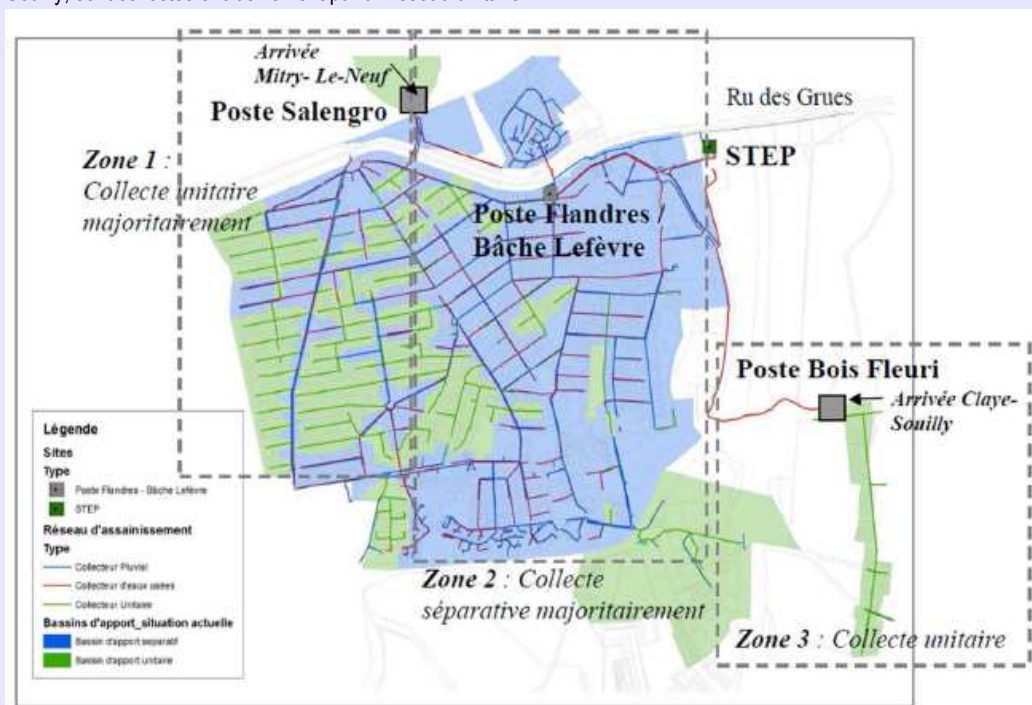 Arrivée
Mitry- Le-Neuf
Poste Salengro
Ru des Grues
STEP
Zone 1 :
Collecte unitaire
majoritairement
Poste Flandres /
Bâche Lefèvre
Poste Bois Fleuri
Arrivée Claye-
Souilly
Légende
Sites
Type
Poste Flandres - Bâche Lefèvre
STEP
Réseau d'assainissement
Type
Collecteur Pluvial
Collecteur d'eaux usées
Collecteur Unitaire
Bassins d'apport_situation actuelle
Bassin d'apport separatif
Bassin d'apport unitaire
Zone 2 : Collecte
séparative majoritairement
Zone 3 : Collecte unitaire